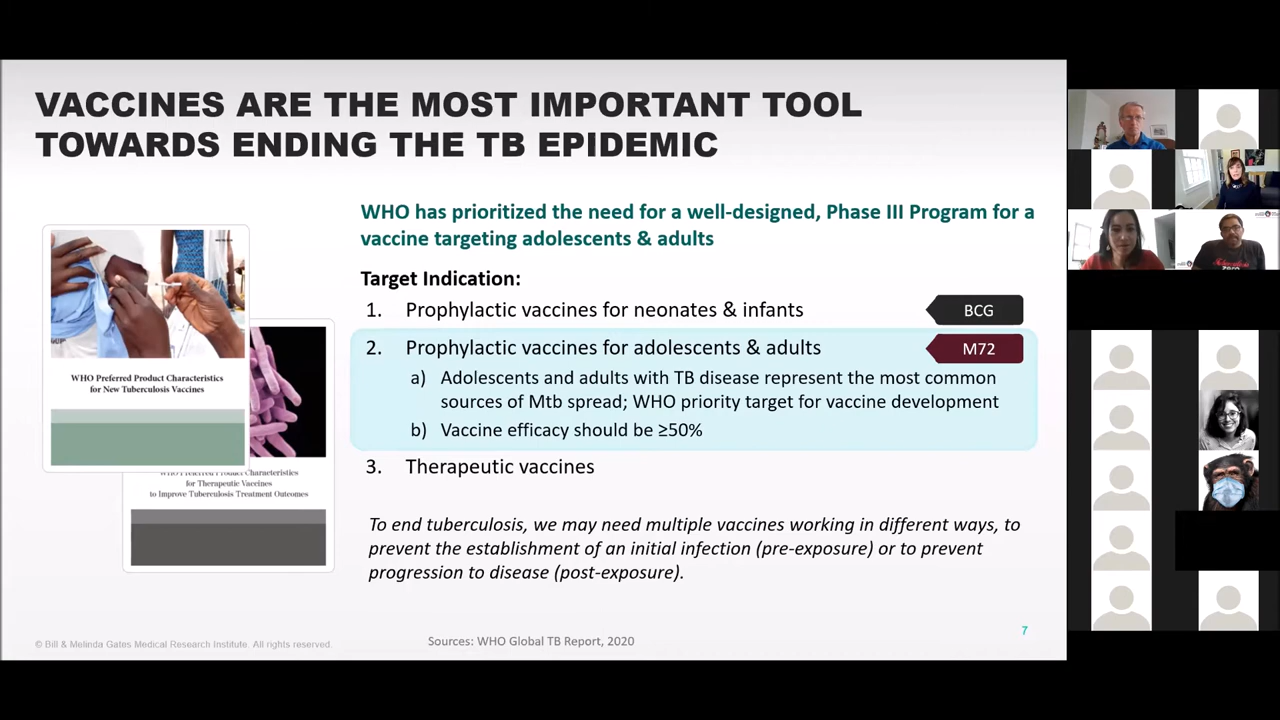 VACCINES ARE THE MOST IMPORTANT TOOL
TOWARDS ENDING THE TB EPIDEMIC
WHO has prioritized the need for a well-designed, Phase III Program for a
vaccine targeting adolescents & adults
Target Indication:
1. Prophylactic vaccines for neonates & infants
BCG
2. Prophylactic vaccines for adolescents & adults
M72
a) Adolescents and adults with TB disease represent the most common
sources of Mtb spread; WHO priority target for vaccine development
b) Vaccine efficacy should be ≥50%
3. Therapeutic vaccines
To end tuberculosis, we may need multiple vaccines working in different ways, to
prevent the establishment of an initial infection (pre-exposure) or to prevent
progression to disease (post-exposure).
WHO Preferred Product Characteristics
for New Tuberculosis Vaccines
WHO Preferred Product Characteristics
for Therapeutic Vaccines
to Improve Tuberculosis Treatment Outcomes
© Bill & Melinda Gates Medical Research Institute. All rights reserved.
Sources: WHO Global TB Report, 2020
7